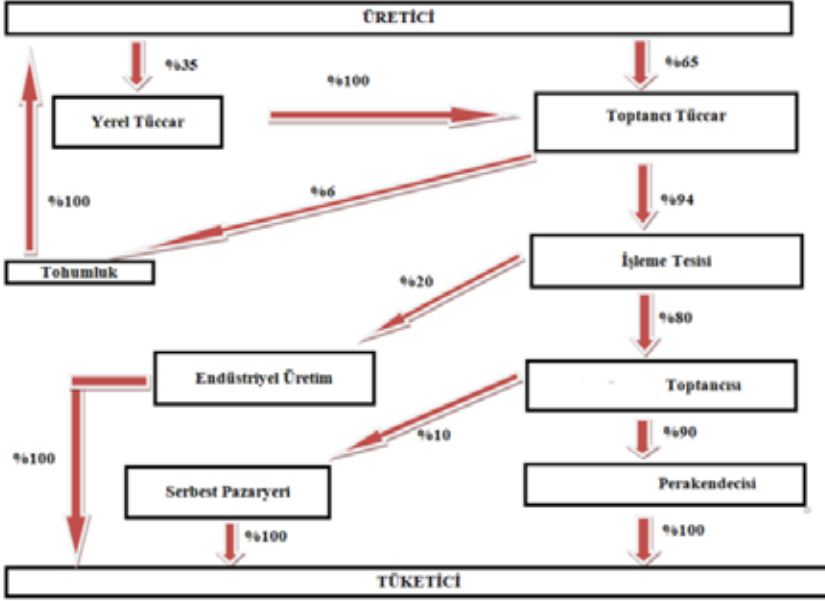 ÜRETİCİ
%35
%65
%100
Yerel Tüccar
Toptancı Tüccar
%6
%100
%94
Tohumluk
İşleme Tesisi
%20
%80
Endüstriyel Üretim
Toptancısı
%10
%90
%100
Serbest Pazaryeri
Perakendecisi
%100
%100
TÜKETİCİ